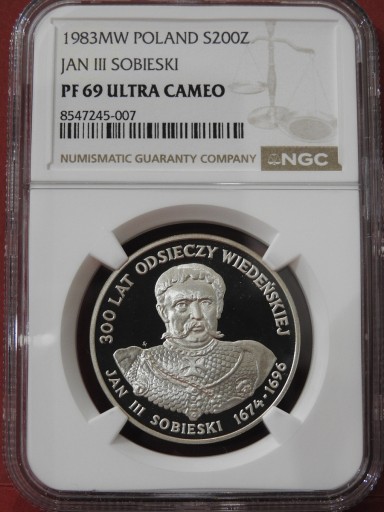 1983MW POLAND S200Z
JAN III SOBIESKI
PF 69 ULTRA CAMEO
8547245-007
NUMISMATIC GUARANTY COMPANY NGC
300 LAT ODSIECZY WIEDEŃSKIEJ
JAN III SOBIESKI 1674-1696